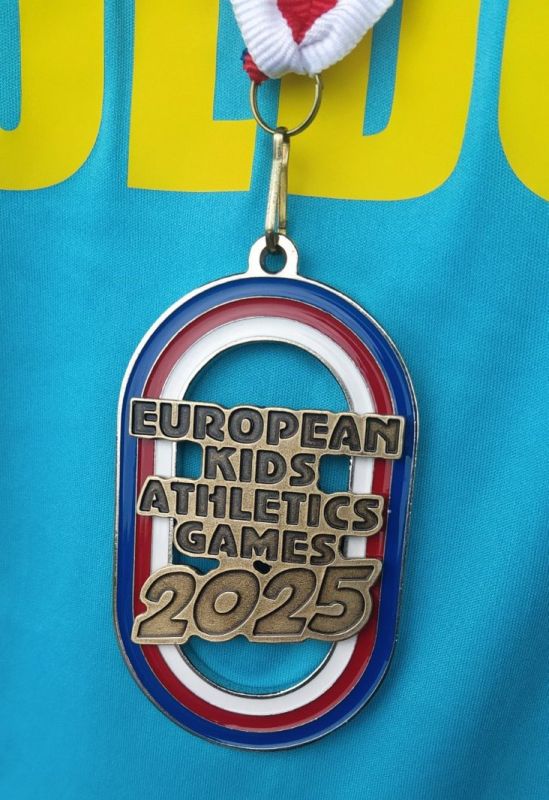 EUROPEAN
KIDS
ATHLETICS
GAMES
2025